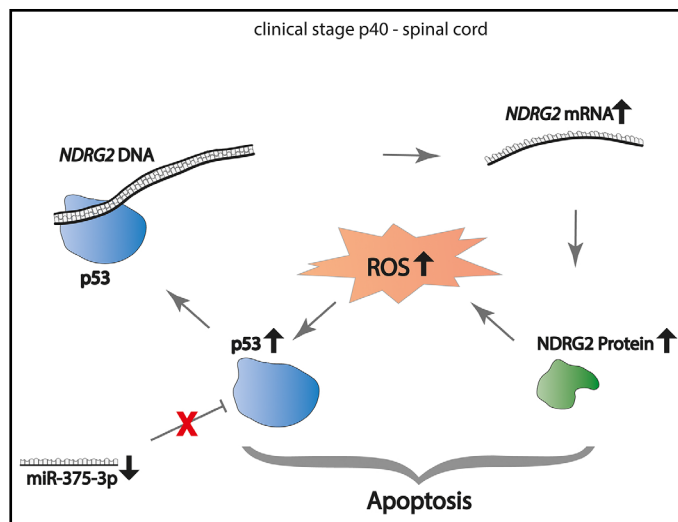 clinical stage p40 - spinal cord
NDRG2 mRNA
NDRG2 DNA
p53
ROS
p53
NDRG2 Protein
X
miR-375-3p
Apoptosis